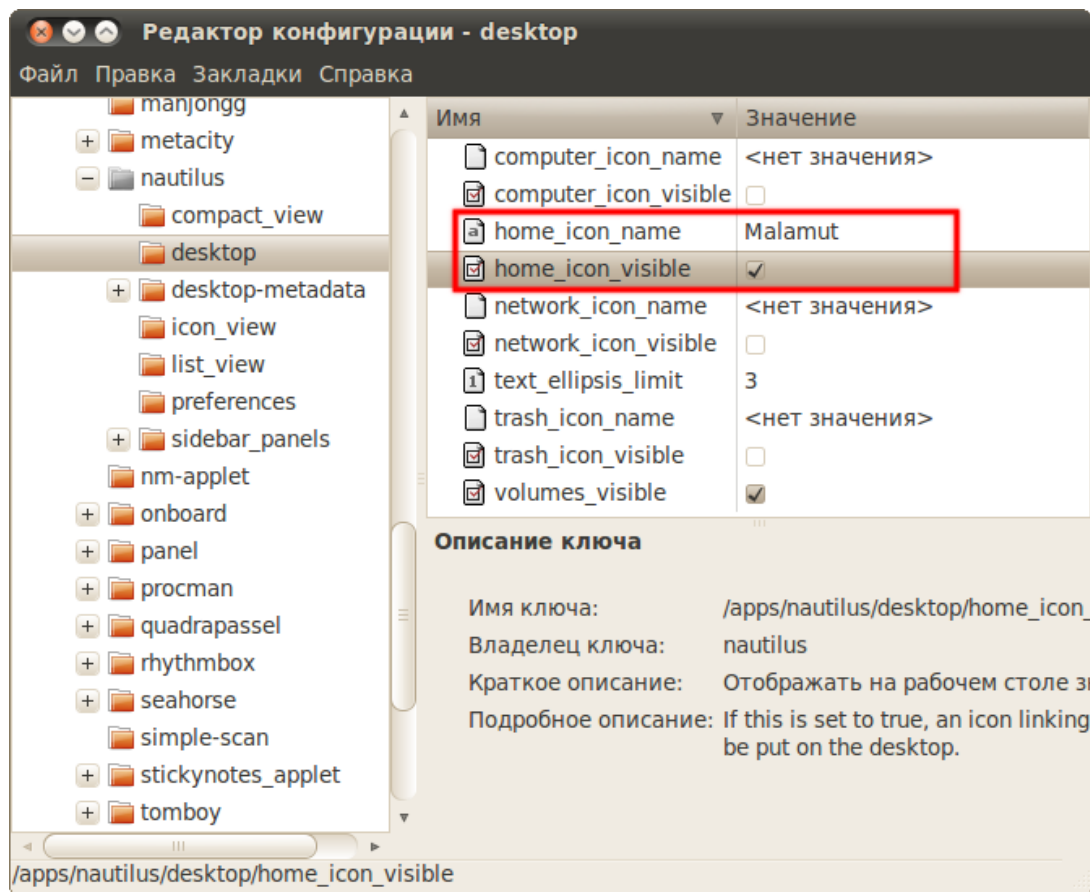 Редактор конфигурации - desktop
Файл Правка Закладки Справка
manjongg
metacity
nautilus
compact_view
desktop
desktop-metadata
icon_view
list_view
preferences
sidebar_panels
nm-applet
onboard
panel
procman
quadrapassel
rhythmbox
seahorse
simple-scan
stickynotes_applet
tomboy
Имя Значение
computer_icon_name <нет значения>
computer_icon_visible
home_icon_name Malamut
home_icon_visible
network_icon_name <нет значения>
network_icon_visible
text_ellipsis_limit 3
trash_icon_name <нет значения>
trash_icon_visible
volumes_visible
Описание ключа
Имя ключа: /apps/nautilus/desktop/home_icon_
Владелец ключа: nautilus
Краткое описание: Отображать на рабочем столе
Подробное описание: If this is set to true, an icon linking
be put on the desktop.
/apps/nautilus/desktop/home_icon_visible